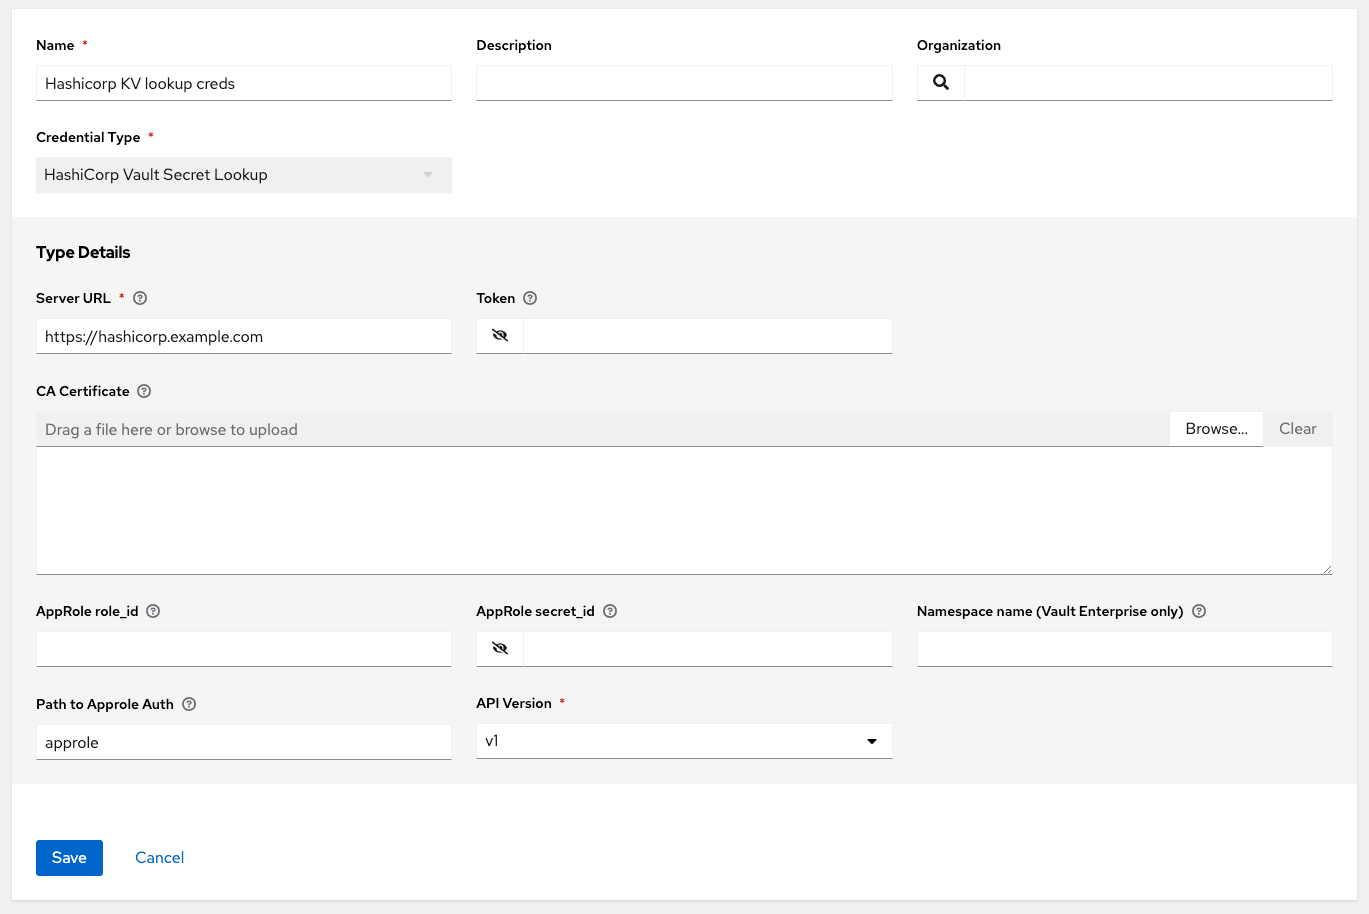 Name *
Description
Organization
Hashicorp KV lookup creds
Credential Type *
HashiCorp Vault Secret Lookup
Type Details
Server URL *
Token
https://hashicorp.example.com
CA Certificate
Drag a file here or browse to upload
Browse...
Clear
AppRole role_id
AppRole secret_id
Namespace name (Vault Enterprise only)
Path to Approle Auth
API Version *
approle
v1
Save
Cancel